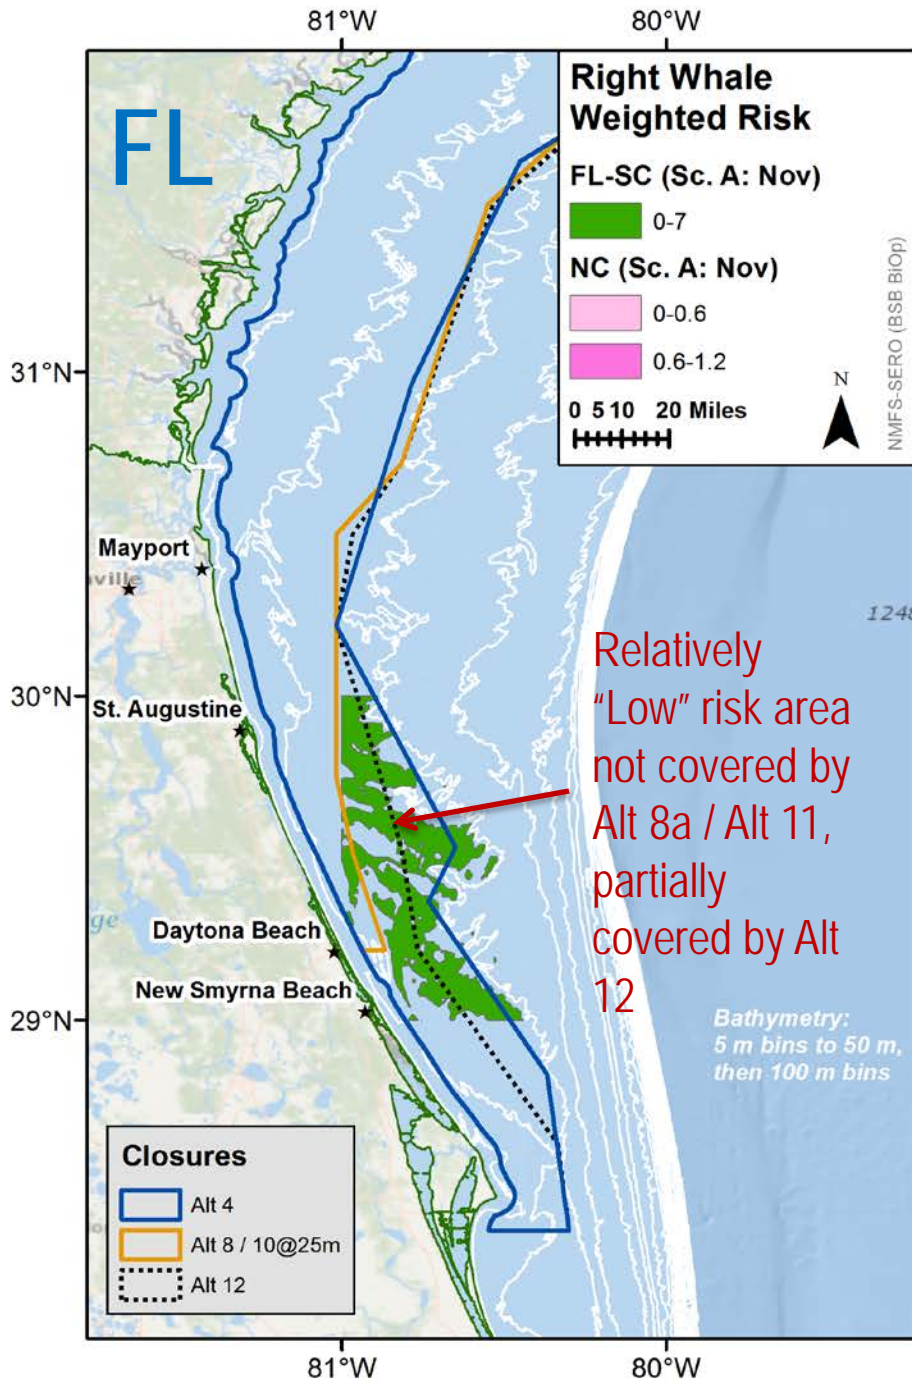 81°W
80°W
FL
Right Whale
Weighted Risk
FL-SC (Sc. A: Nov)
0-7
NC (Sc. A: Nov)
0-0.6
0.6-1.2
0 5 10 20 Miles
N
NMFS-SERO (BSB BiOp)
31°N
Mayport
ville
1248
Relatively
"Low" risk area
not covered by
Alt 8a / Alt 11,
partially
covered by Alt
12
30°N
St. Augustine
ge
Daytona Beach
New Smyrna Beach
29°N
Bathymetry:
5 m bins to 50 m,
then 100 m bins
Closures
Alt 4
Alt 8 / 10@25m
Alt 12
81°W
80°W